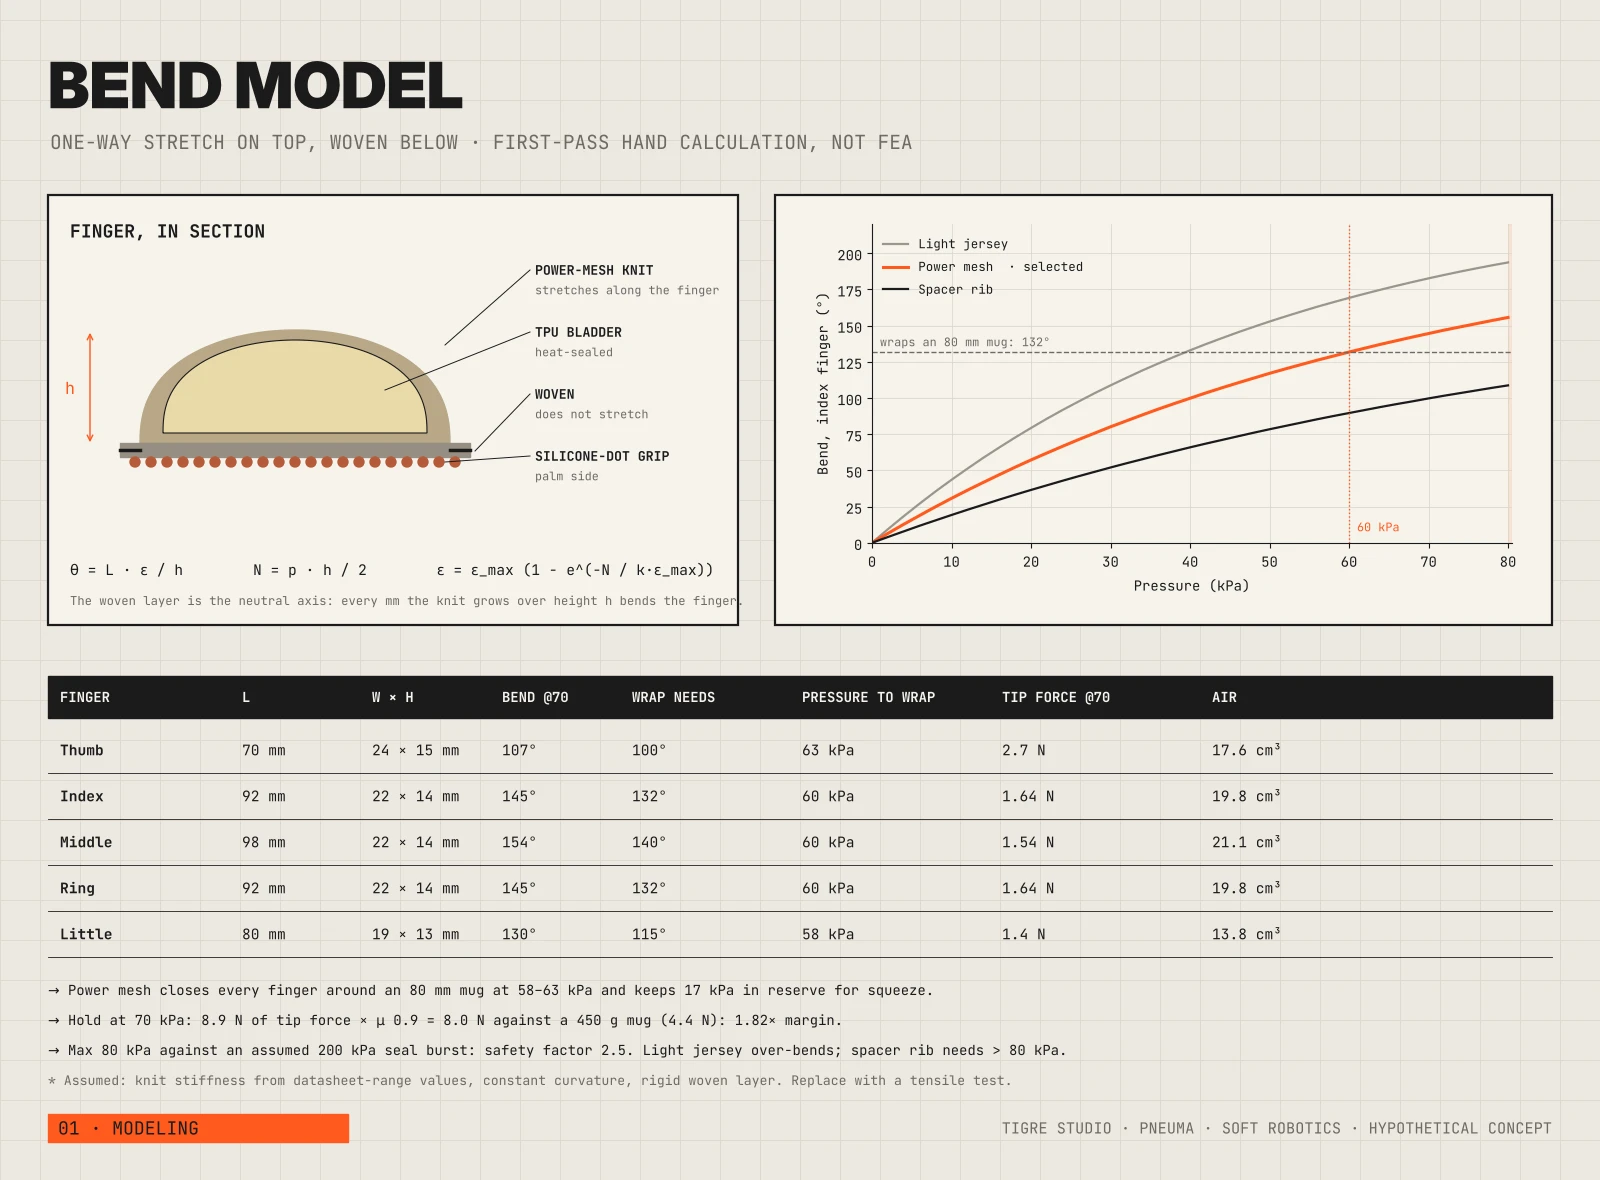 BEND MODEL
ONE-WAY STRETCH ON TOP, WOVEN BELOW · FIRST-PASS HAND CALCULATION, NOT FEA
FINGER, IN SECTION
POWER-MESH KNIT
stretches along the finger
TPU BLADDER
heat-sealed
WOVEN
does not stretch
SILICONE-DOT GRIP
palm side
h
θ = L · ε / h    N = p · h / 2    ε = ε_max (1 - e^(-N / k·ε_max))
The woven layer is the neutral axis: every mm the knit grows over height h bends the finger.
Light jersey
Power mesh · selected
Spacer rib
wraps an 80 mm mug: 132°
60 kPa
Bend, index finger (°)
200
175
150
125
100
75
50
25
0
0 10 20 30 40 50 60 70 80
Pressure (kPa)
FINGER L W × H BEND @70 WRAP NEEDS PRESSURE TO WRAP TIP FORCE @70 AIR
Thumb 70 mm 24 × 15 mm 107° 100° 63 kPa 2.7 N 17.6 cm³
Index 92 mm 22 × 14 mm 145° 132° 60 kPa 1.64 N 19.8 cm³
Middle 98 mm 22 × 14 mm 154° 140° 60 kPa 1.54 N 21.1 cm³
Ring 92 mm 22 × 14 mm 145° 132° 60 kPa 1.64 N 19.8 cm³
Little 80 mm 19 × 13 mm 130° 115° 58 kPa 1.4 N 13.8 cm³
→ Power mesh closes every finger around an 80 mm mug at 58–63 kPa and keeps 17 kPa in reserve for squeeze.
→ Hold at 70 kPa: 8.9 N of tip force × μ 0.9 = 8.0 N against a 450 g mug (4.4 N): 1.82× margin.
→ Max 80 kPa against an assumed 200 kPa seal burst: safety factor 2.5. Light jersey over-bends; spacer rib needs > 80 kPa.
* Assumed: knit stiffness from datasheet-range values, constant curvature, rigid woven layer. Replace with a tensile test.
01 · MODELING
TIGRE STUDIO · PNEUMA · SOFT ROBOTICS · HYPOTHETICAL CONCEPT